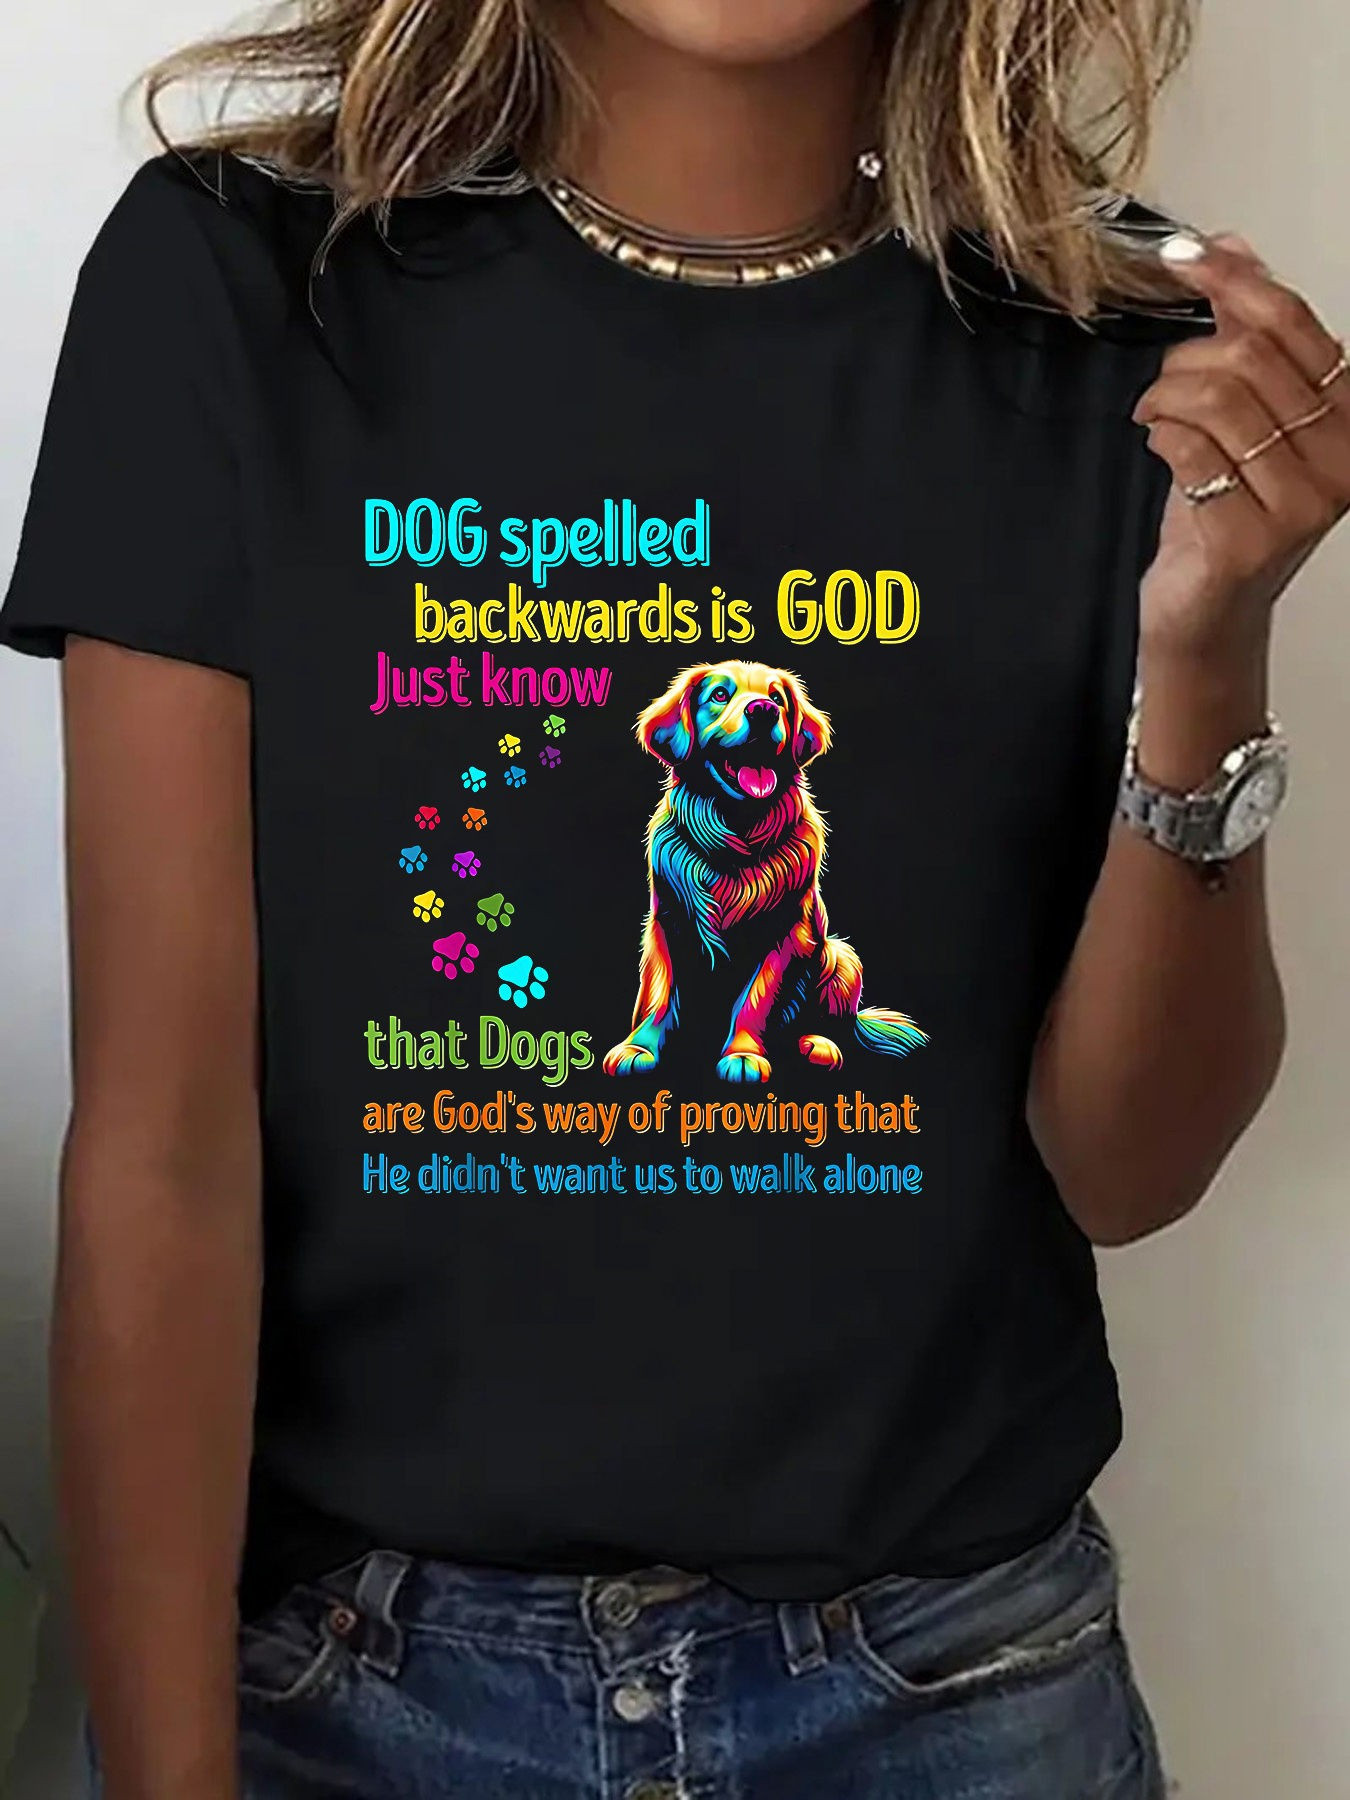 DOG spelled
backwards is GOD
Just know
that Dogs
are God's way of proving that
He didn't want us to walk alone